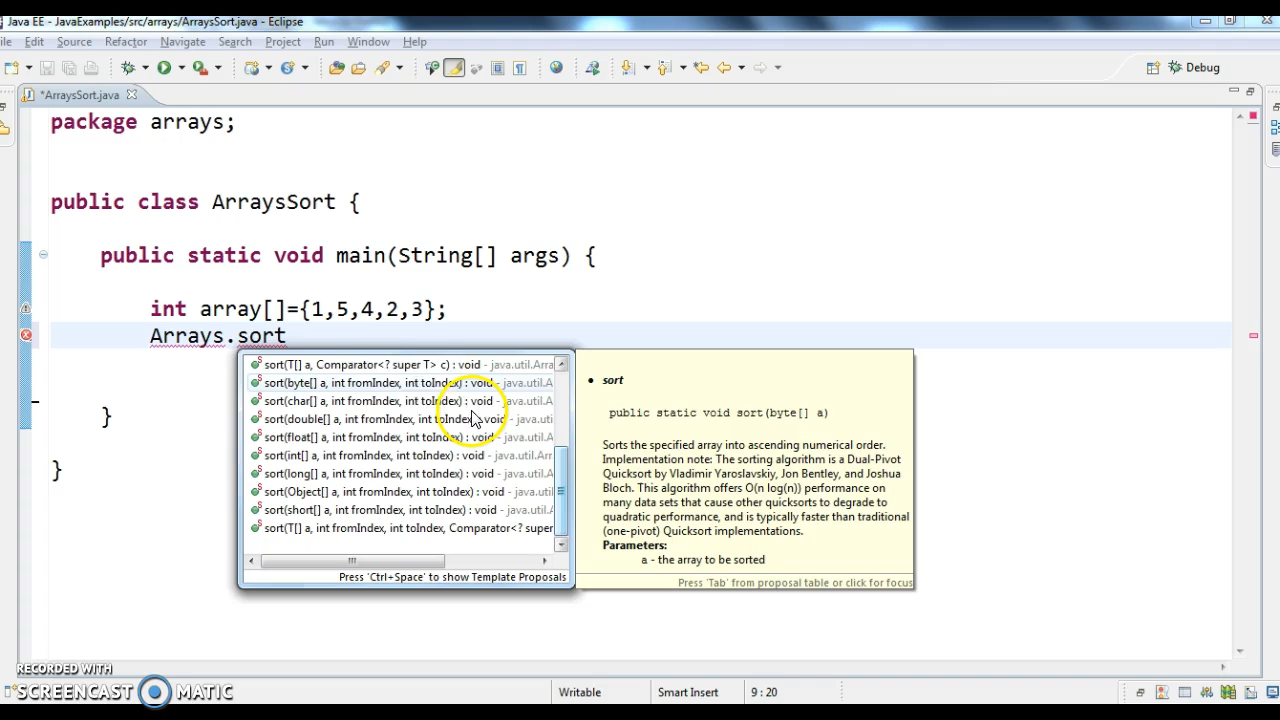 Java EE - JavaExamples/src/arrays/ArraysSort.java - Eclipse
ile Edit Source Refactor Navigate Search Project Run Window Help
Debug
*ArraysSort.java
package arrays;
public class ArraysSort {
public static void main(String[] args) {
int array[]={1,5,4,2,3};
Arrays.sort
}
}
sort(T[] a, Comparator<? super T> c) : void - java.util.Arra
sort(byte[] a, int fromIndex, int toIndex) : void - java.util.A
sort(char[] a, int fromIndex, int toIndex) : void - java.util.A
sort(double[] a, int fromIndex, int toIndex) : void - java.uti
sort(float[] a, int fromIndex, int toIndex) : void - java.util.A
sort(int[] a, int fromIndex, int toIndex) : void - java.util.Arr
sort(long[] a, int fromIndex, int toIndex) : void - java.util.A
sort(Object[] a, int fromIndex, int toIndex) : void - java.util
sort(short[] a, int fromIndex, int toIndex) : void - java.util.
sort(T[] a, int fromIndex, int toIndex, Comparator<? super
Press 'Ctrl+Space' to show Template Proposals
• sort
public static void sort(byte[] a)
Sorts the specified array into ascending numerical order.
Implementation note: The sorting algorithm is a Dual-Pivot
Quicksort by Vladimir Yaroslavskiy, Jon Bentley, and Joshua
Bloch. This algorithm offers O(n log(n)) performance on
many data sets that cause other quicksorts to degrade to
quadratic performance, and is typically faster than traditional
(one-pivot) Quicksort implementations.
Parameters:
a - the array to be sorted
Press 'Tab' from proposal table or click for focus
RECORDED WITH
SCREENCAST MATIC
Writable Smart Insert 9 : 20